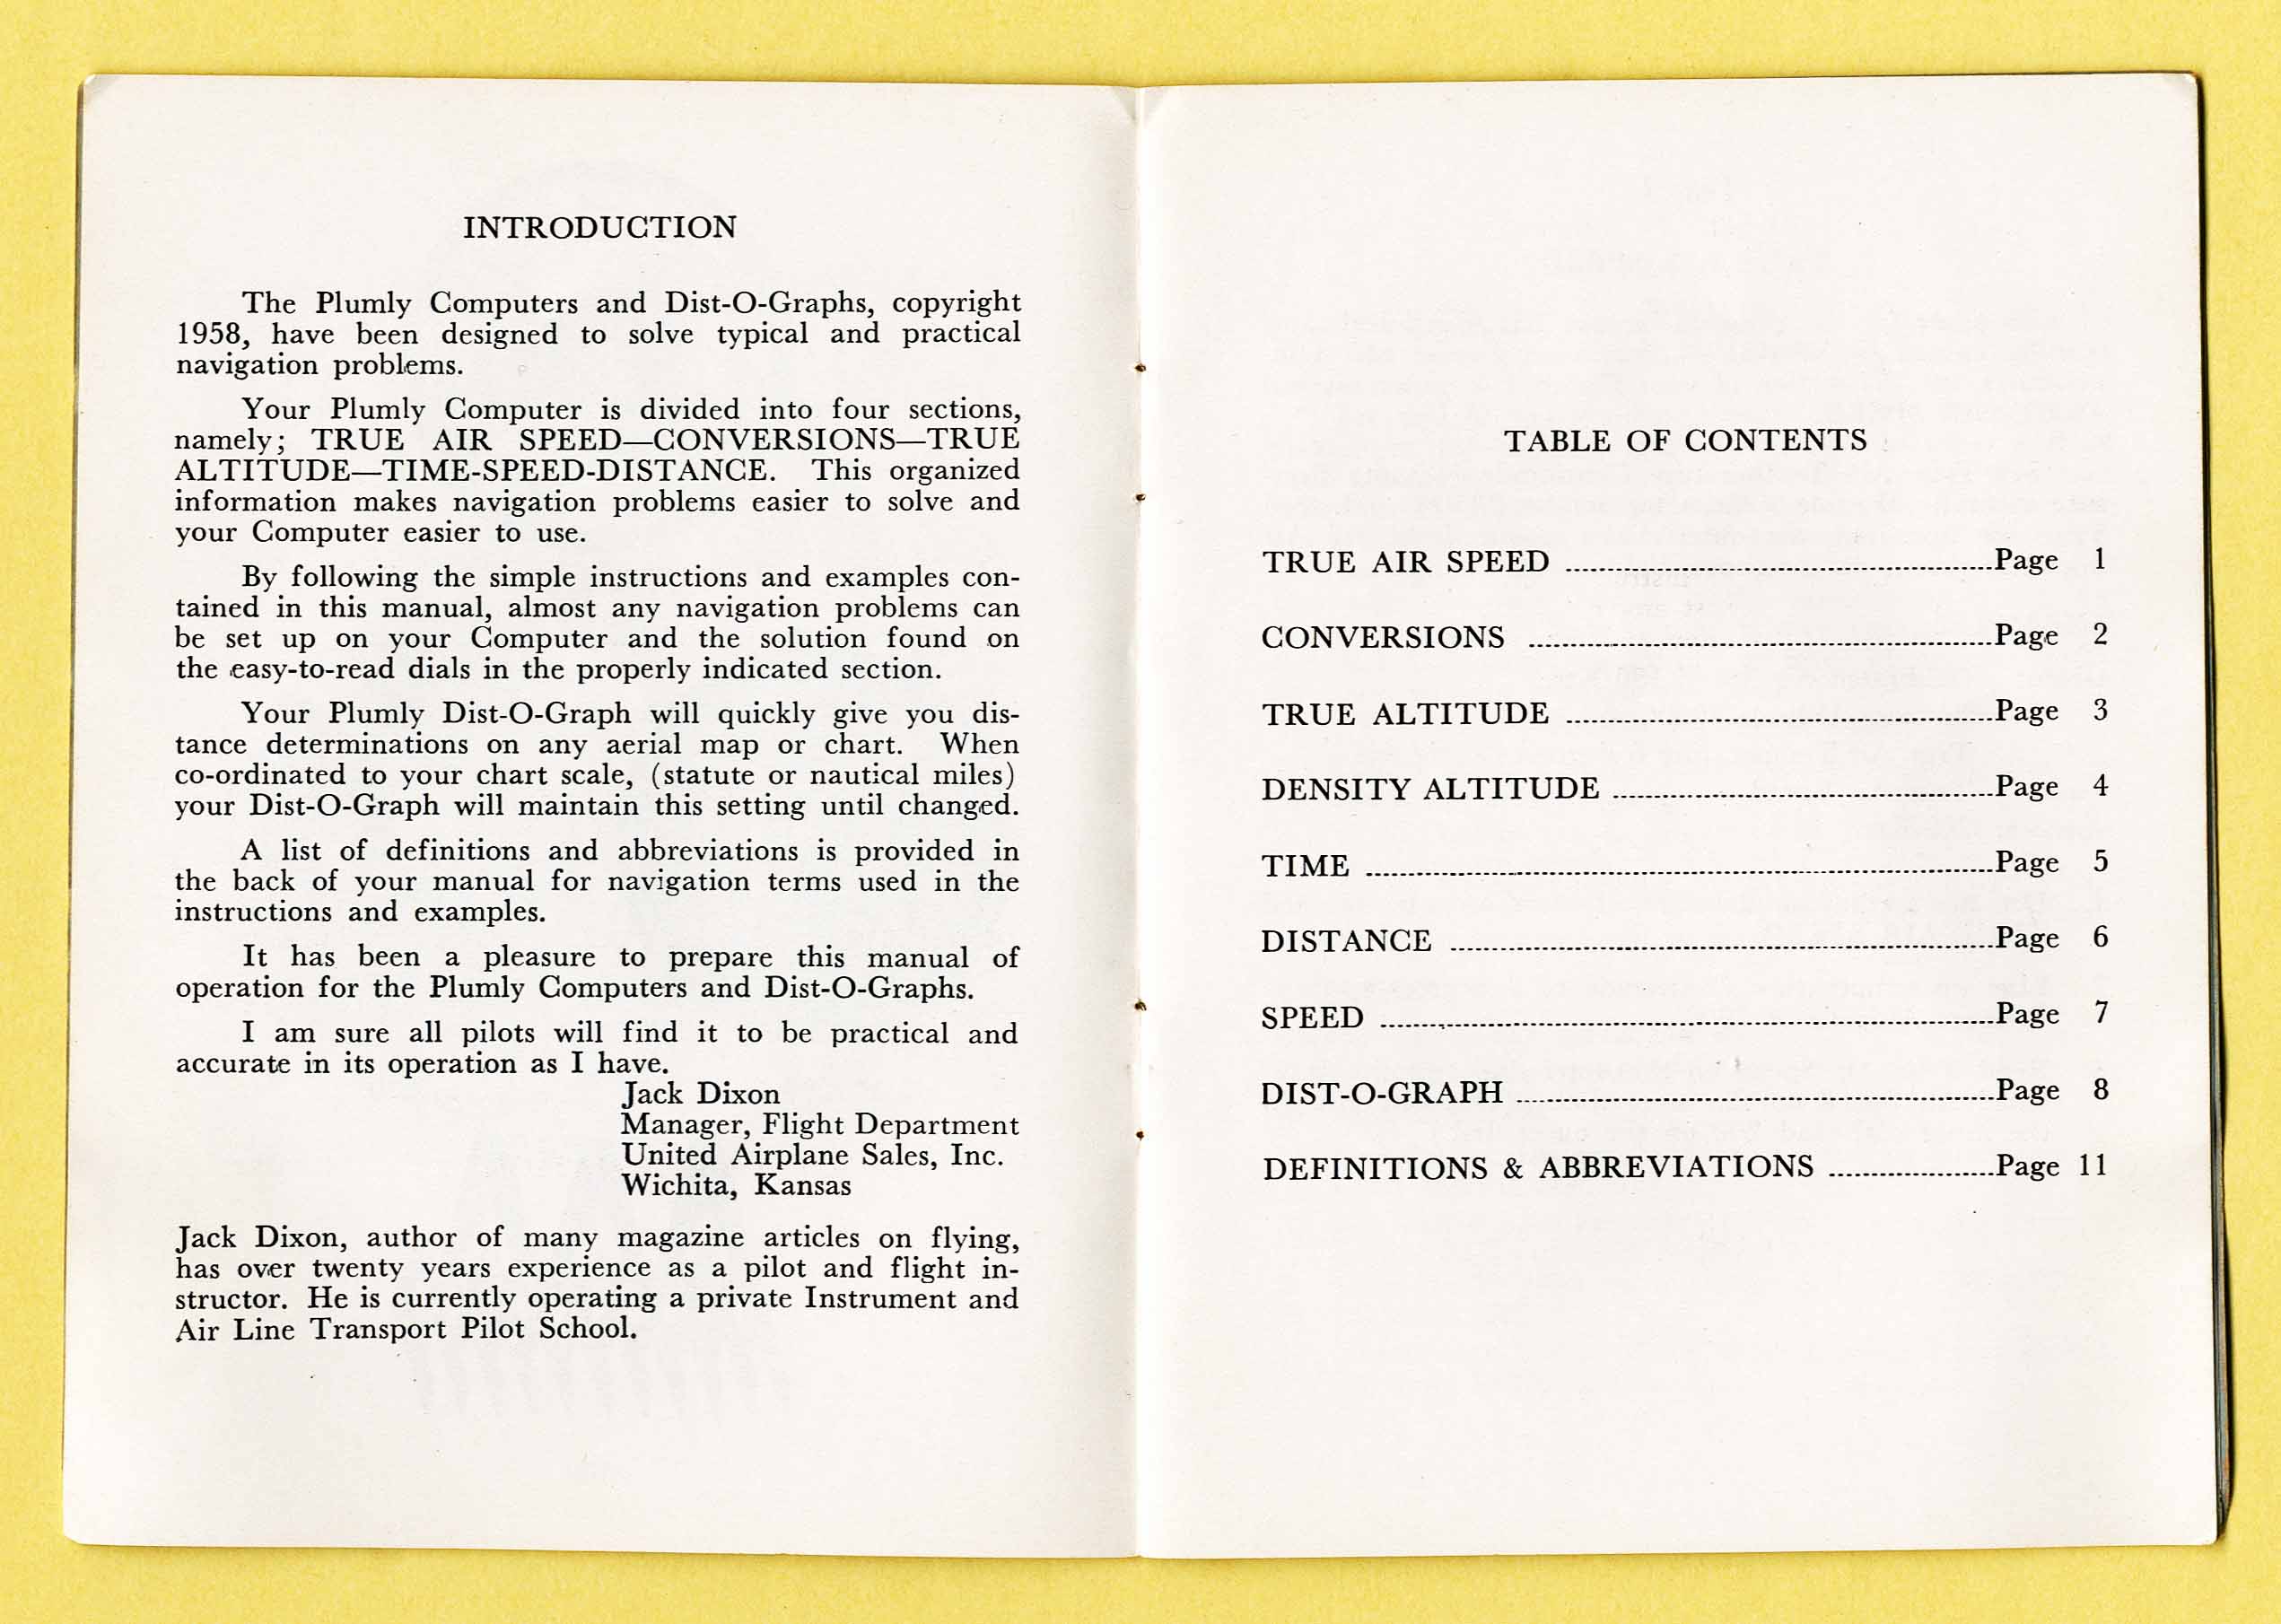 INTRODUCTION
The Plumly Computers and Dist-O-Graphs, copyright
1958, have been designed to solve typical and practical
navigation problems.
Your Plumly Computer is divided into four sections,
namely; TRUE AIR SPEED—CONVERSIONS—TRUE
ALTITUDE—TIME-SPEED-DISTANCE. This organized
information makes navigation problems easier to solve and
your Computer easier to use.
By following the simple instructions and examples con-
tained in this manual, almost any navigation problems can
be set up on your Computer and the solution found on
the easy-to-read dials in the properly indicated section.
Your Plumly Dist-O-Graph will quickly give you dis-
tance determinations on any aerial map or chart. When
co-ordinated to your chart scale, (statute or nautical miles)
your Dist-O-Graph will maintain this setting until changed.
A list of definitions and abbreviations is provided in
the back of your manual for navigation terms used in the
instructions and examples.
It has been a pleasure to prepare this manual of
operation for the Plumly Computers and Dist-O-Graphs.
I am sure all pilots will find it to be practical and
accurate in its operation as I have.
Jack Dixon
Manager, Flight Department
United Airplane Sales, Inc.
Wichita, Kansas
Jack Dixon, author of many magazine articles on flying,
has over twenty years experience as a pilot and flight in-
structor. He is currently operating a private Instrument and
Air Line Transport Pilot School.
TABLE OF CONTENTS
TRUE AIR SPEED ........ Page 1
CONVERSIONS ........ Page 2
TRUE ALTITUDE ........ Page 3
DENSITY ALTITUDE ........ Page 4
TIME ........ Page 5
DISTANCE ........ Page 6
SPEED ........ Page 7
DIST-O-GRAPH ........ Page 8
DEFINITIONS & ABBREVIATIONS ........ Page 11